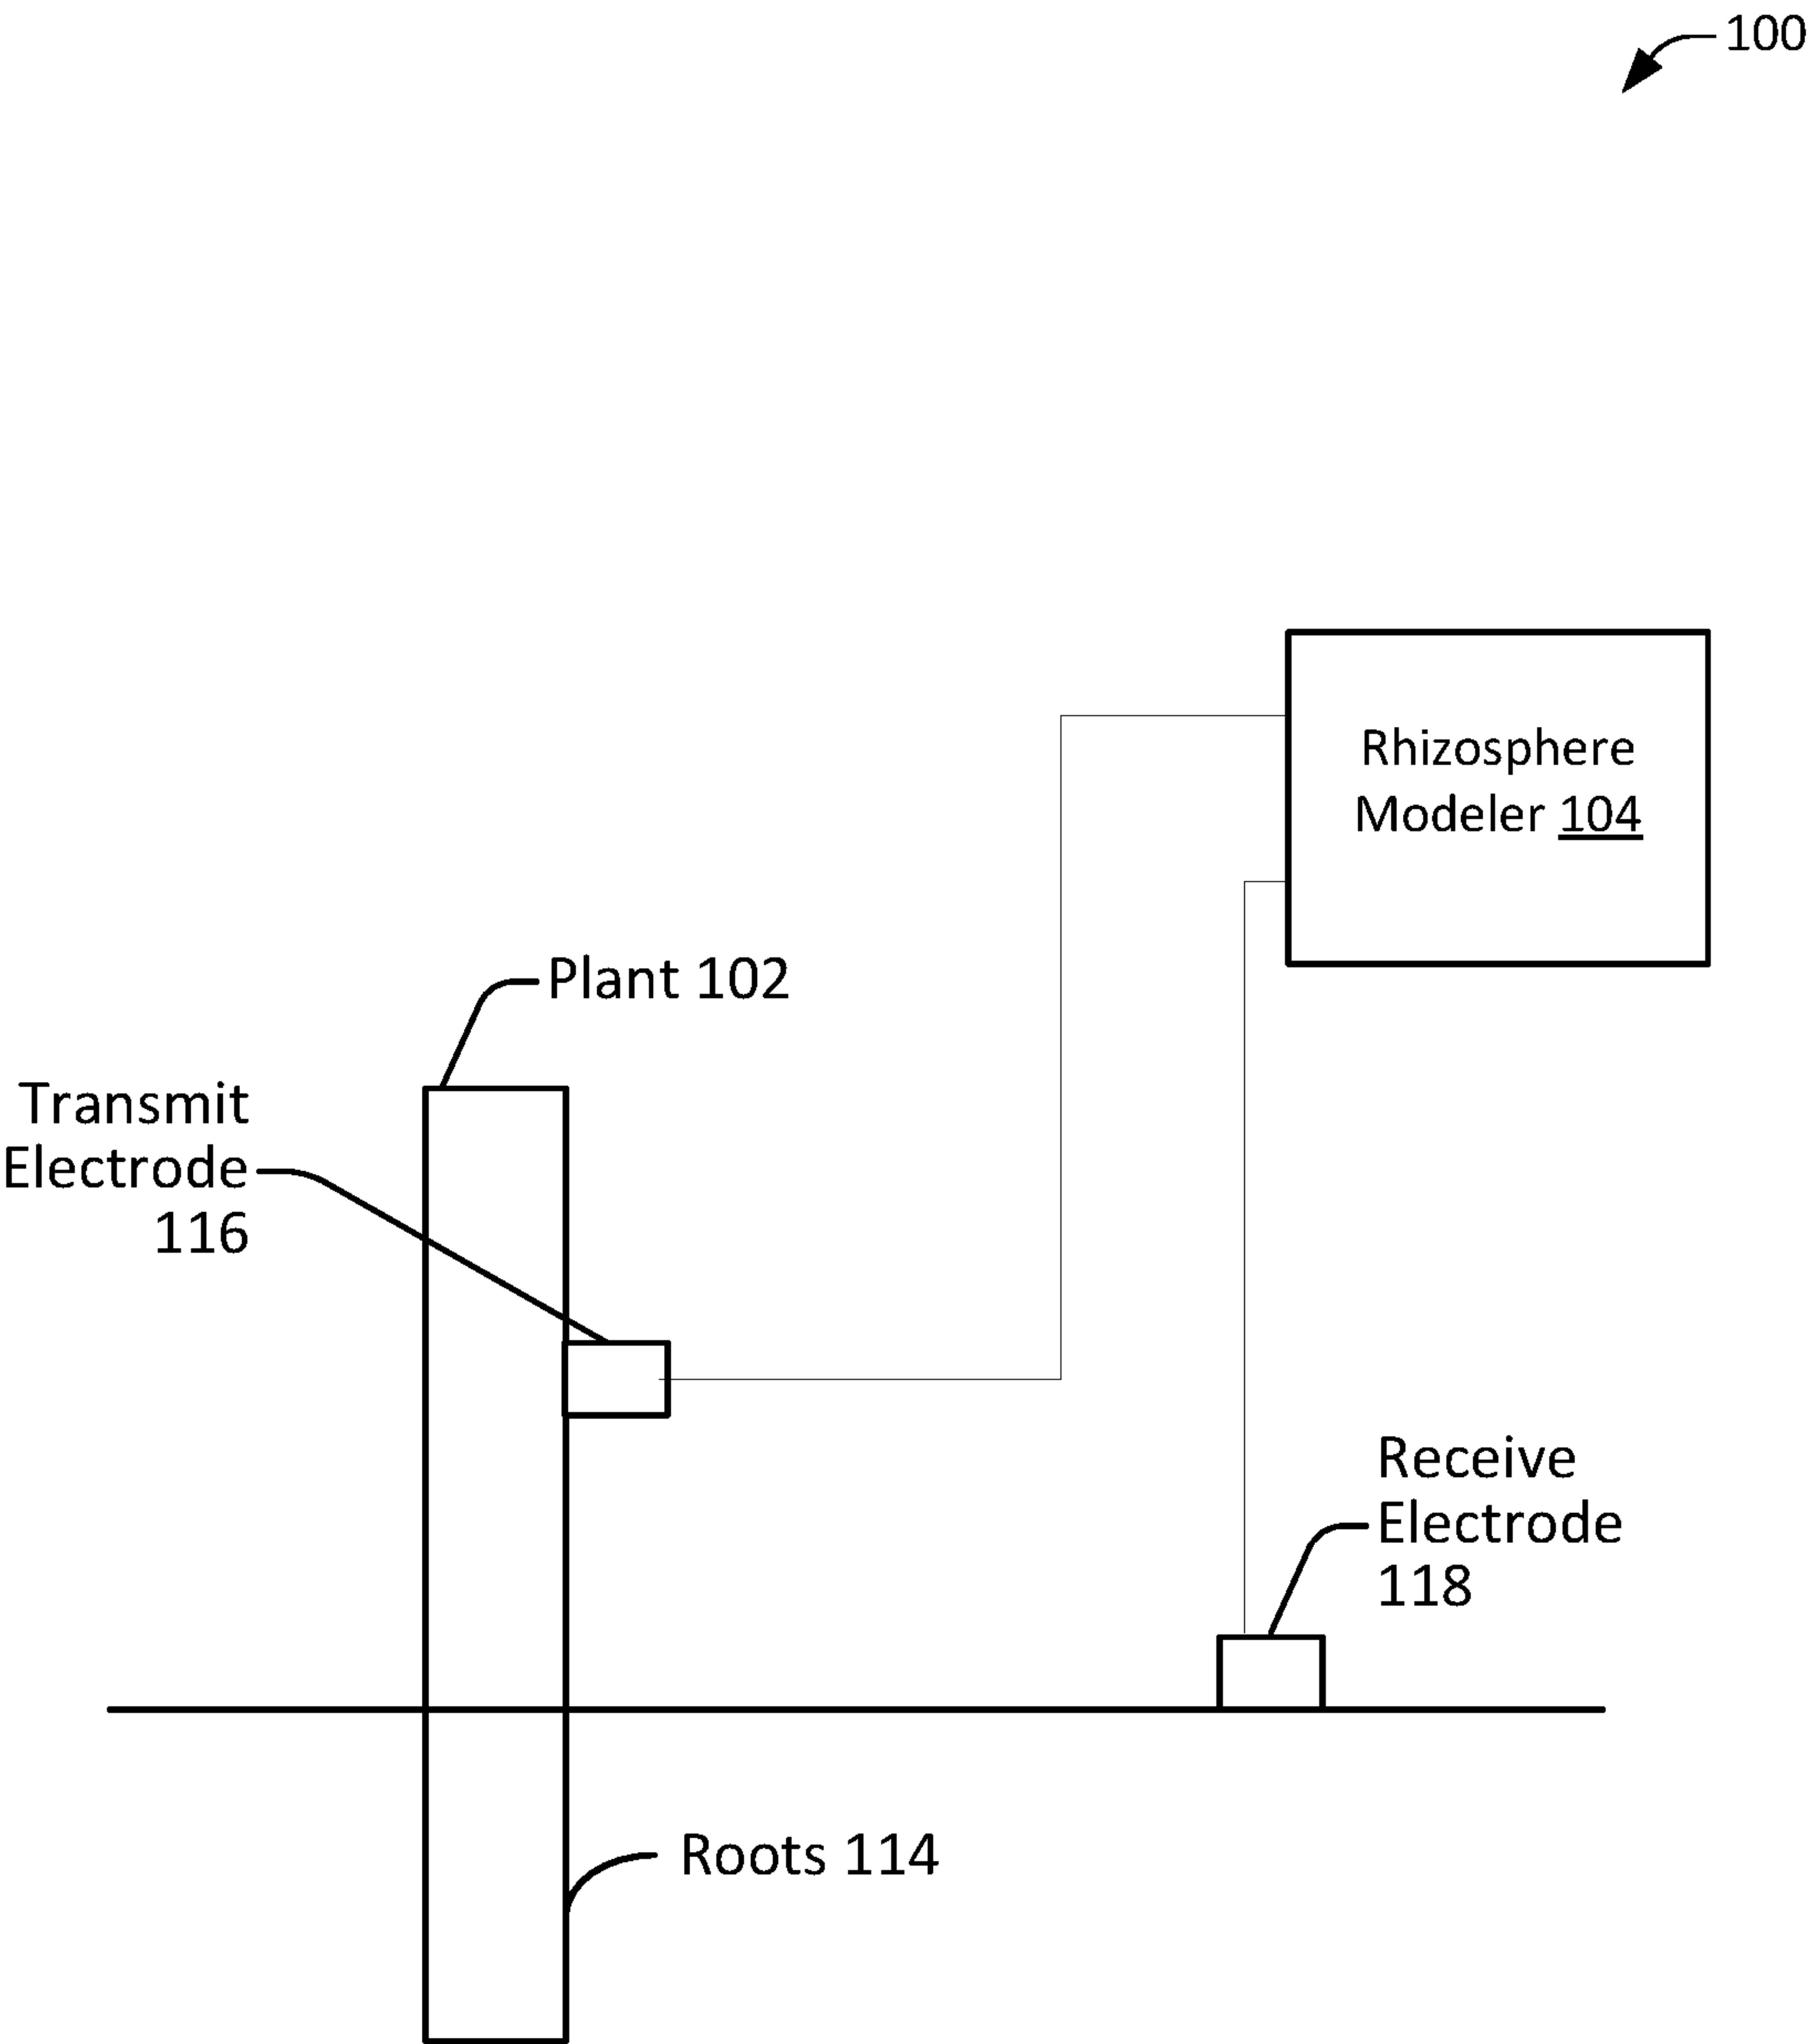 100
Rhizosphere
Modeler 104
Plant 102
Transmit
Electrode
116
Receive
Electrode
118
Roots 114